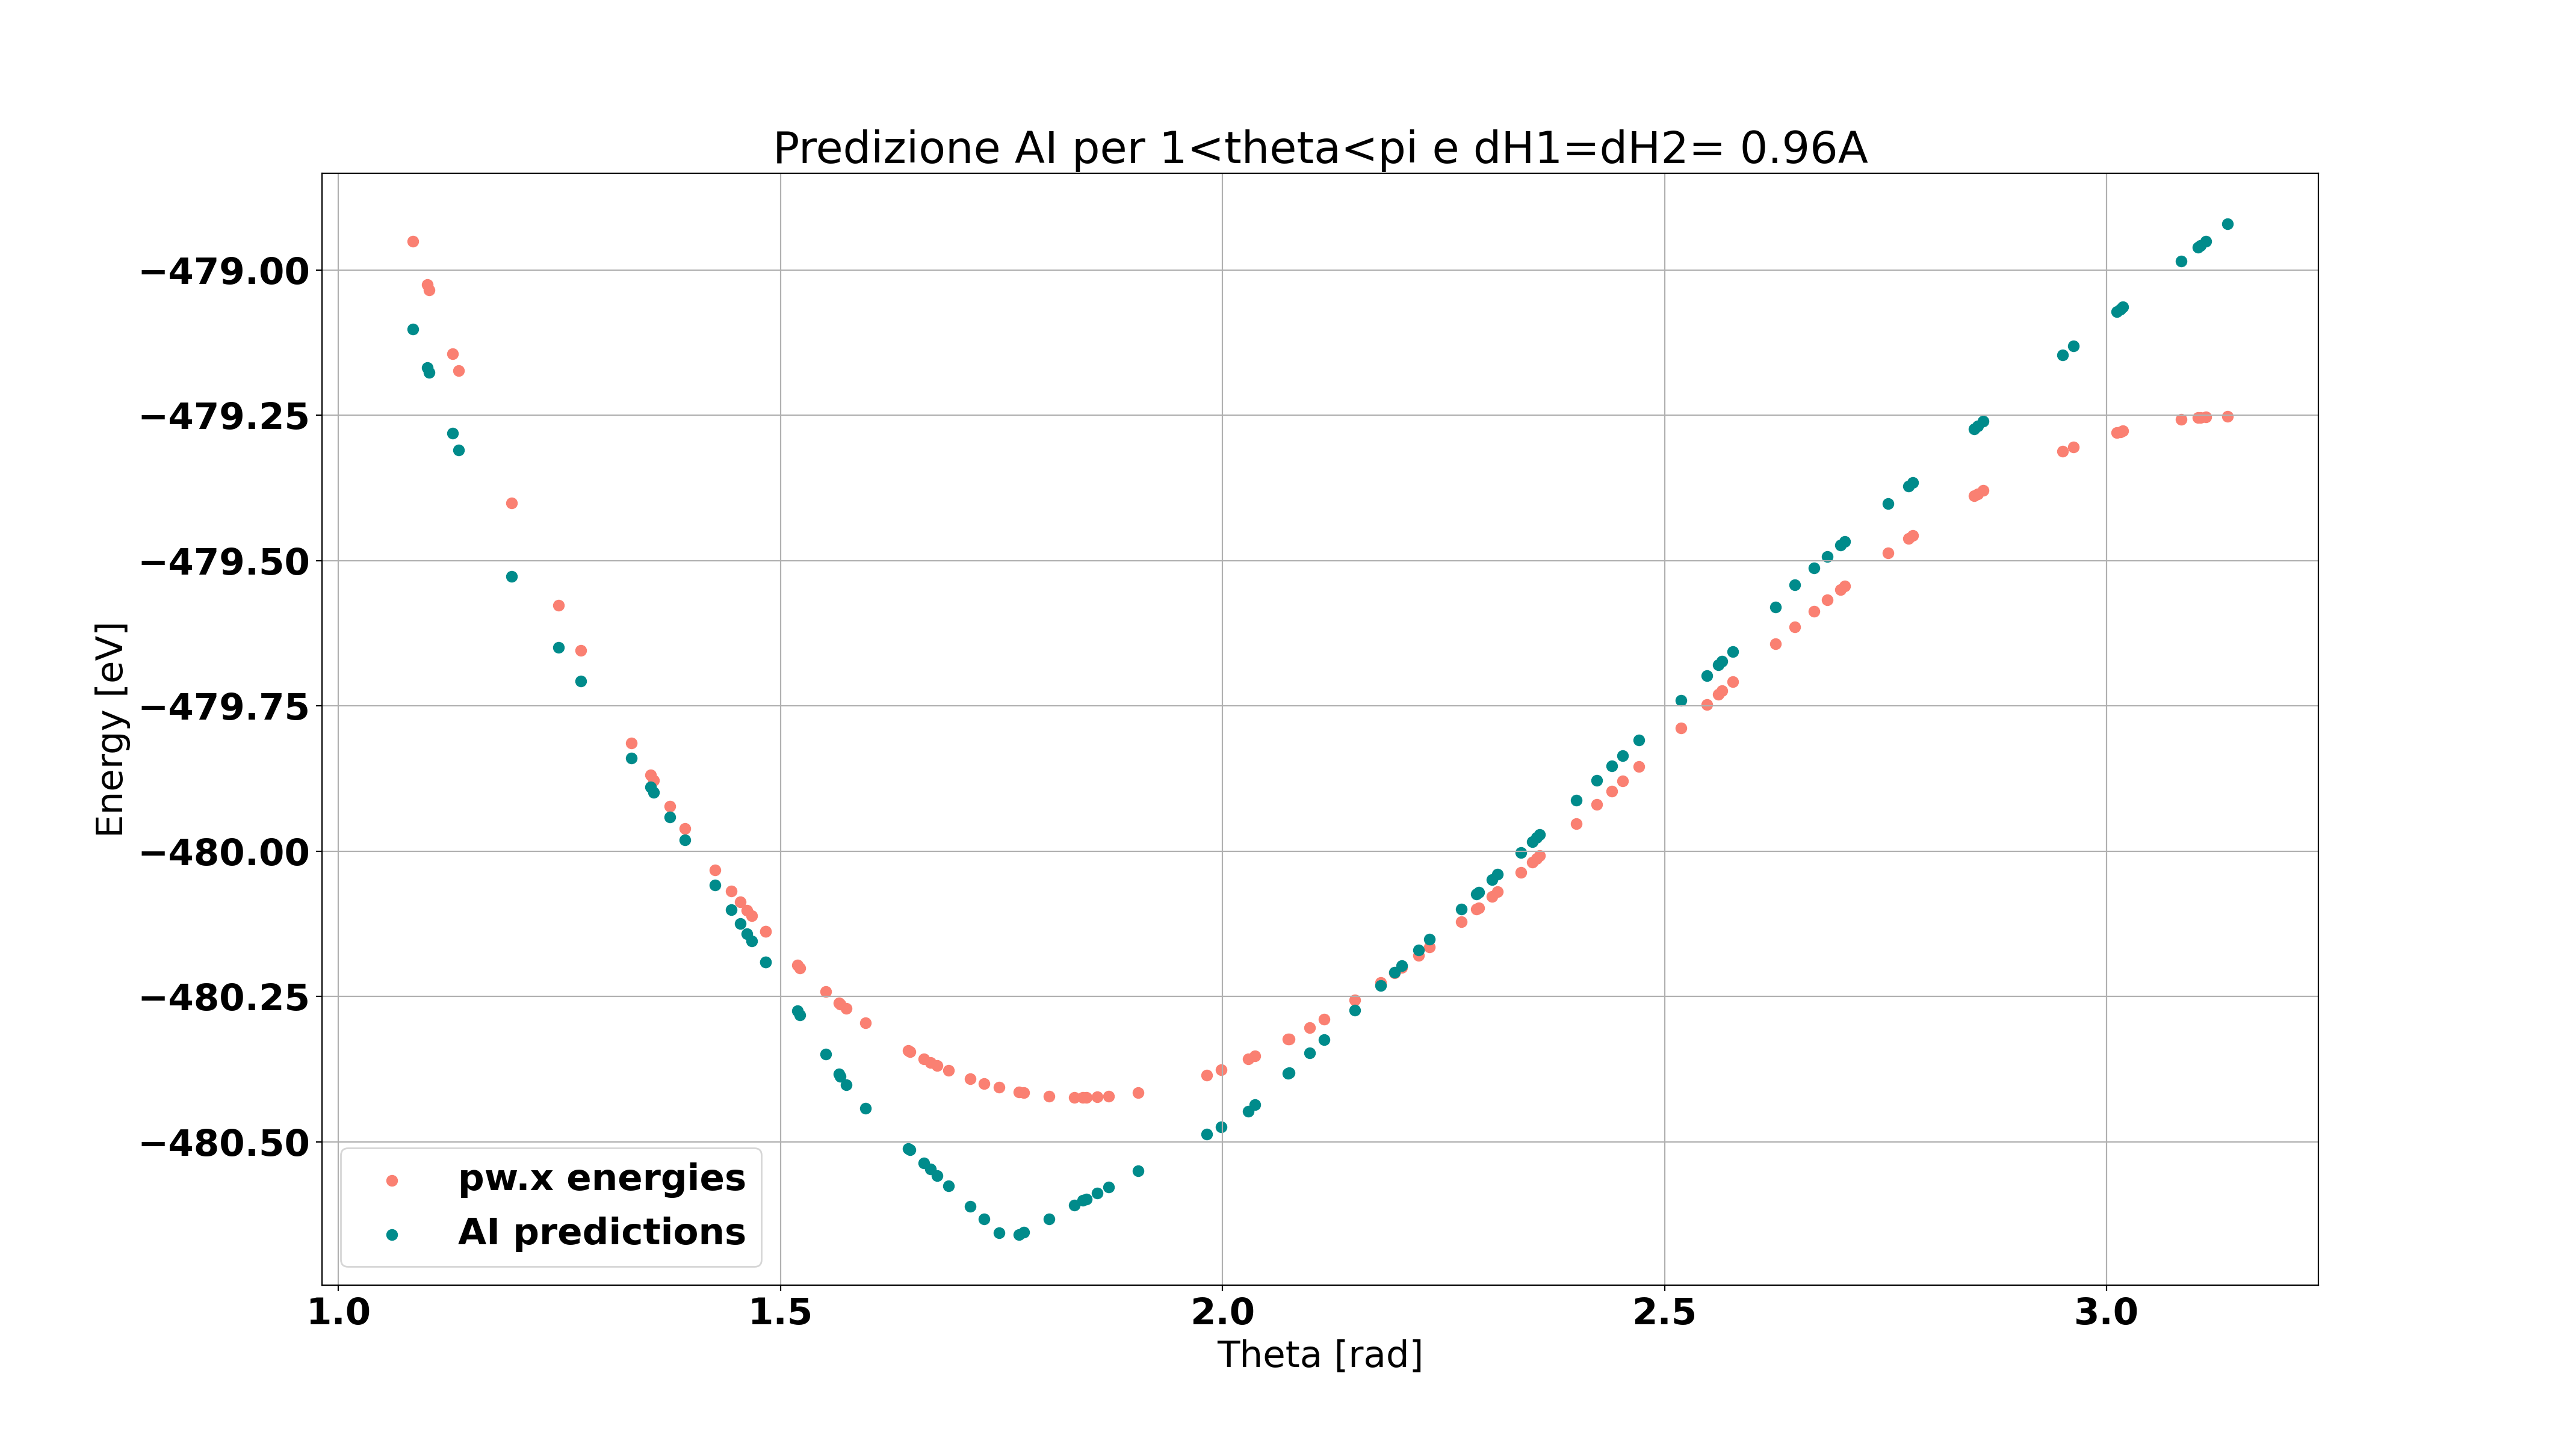 Predizione AI per 1<theta<pi e dH1=dH2= 0.96A
−479.00
−479.25
−479.50
−479.75
−480.00
−480.25
−480.50
Energy [eV]
pw.x energies
AI predictions
1.0 1.5 2.0 2.5 3.0
Theta [rad]